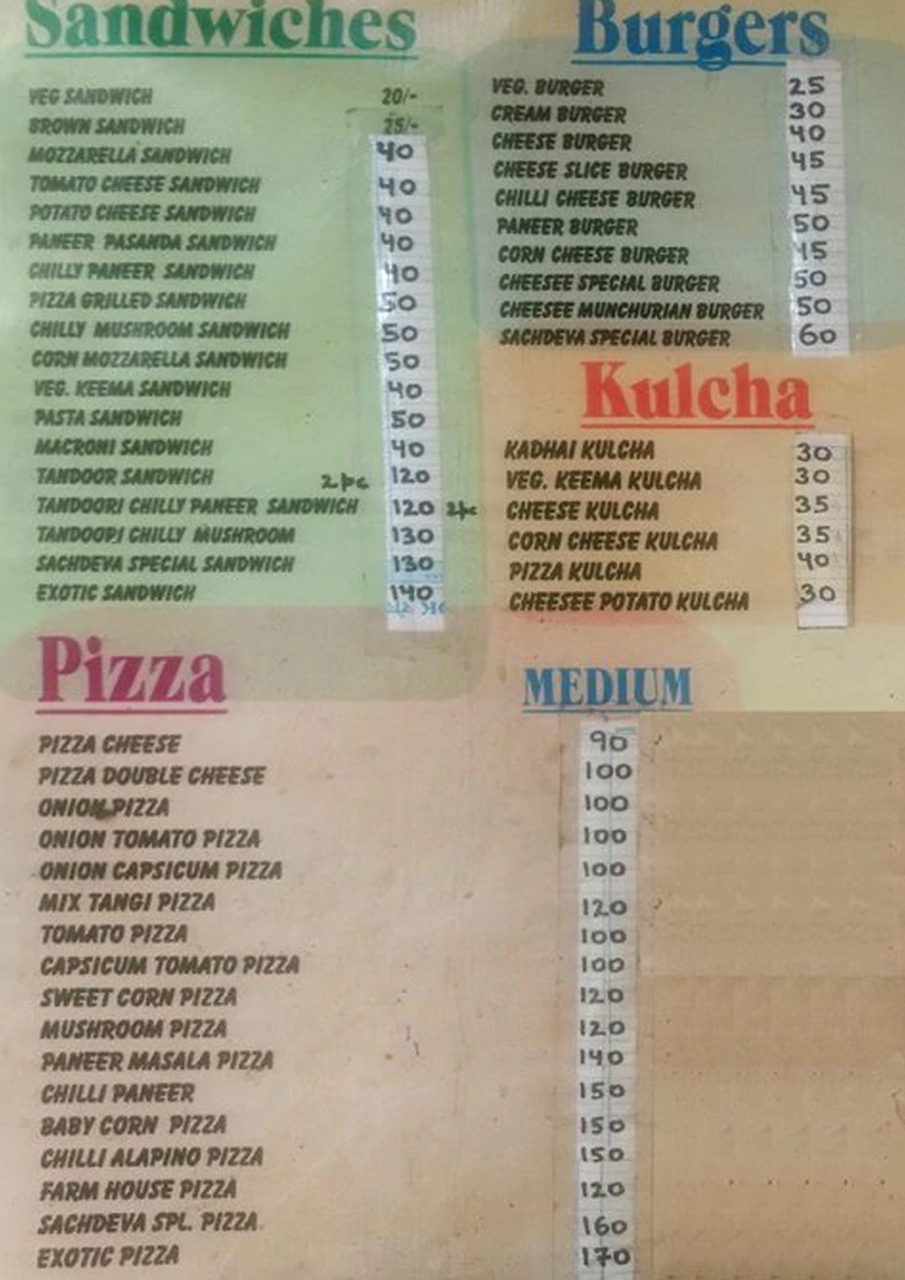 Sandwiches
VEG SANDWICH 20/-
BROWN SANDWICH 25/-
MOZZARELLA SANDWICH 40
TOMATO CHEESE SANDWICH 40
POTATO CHEESE SANDWICH 40
PANEER PASANDA SANDWICH 40
CHILLY PANEER SANDWICH 40
PIZZA GRILLED SANDWICH 50
CHILLY MUSHROOM SANDWICH 50
CORN MOZZARELLA SANDWICH 50
VEG. KEEMA SANDWICH 40
PASTA SANDWICH 50
MACRONI SANDWICH 40
TANDOOR SANDWICH 2pc 120
TANDOORI CHILLY PANEER SANDWICH 120 2pc
TANDOOPI CHILLY MUSHROOM 130
SACHDEVA SPECIAL SANDWICH 130
EXOTIC SANDWICH 140
Burgers
VEG. BURGER 25
CREAM BURGER 30
CHEESE BURGER 40
CHEESE SLICE BURGER 45
CHILLI CHEESE BURGER 45
PANEER BURGER 50
CORN CHEESE BURGER 45
CHEESEE SPECIAL BURGER 50
CHEESEE MUNCHURIAN BURGER 50
SACHDEVA SPECIAL BURGER 60
Kulcha
KADHAI KULCHA 30
VEG. KEEMA KULCHA 30
CHEESE KULCHA 35
CORN CHEESE KULCHA 35
PIZZA KULCHA 40
CHEESEE POTATO KULCHA 30
Pizza MEDIUM
PIZZA CHEESE 90
PIZZA DOUBLE CHEESE 100
ONION PIZZA 100
ONION TOMATO PIZZA 100
ONION CAPSICUM PIZZA 100
MIX TANGI PIZZA 120
TOMATO PIZZA 100
CAPSICUM TOMATO PIZZA 100
SWEET CORN PIZZA 120
MUSHROOM PIZZA 120
PANEER MASALA PIZZA 140
CHILLI PANEER 150
BABY CORN PIZZA 150
CHILLI ALAPINO PIZZA 150
FARM HOUSE PIZZA 120
SACHDEVA SPL. PIZZA 160
EXOTIC PIZZA 170